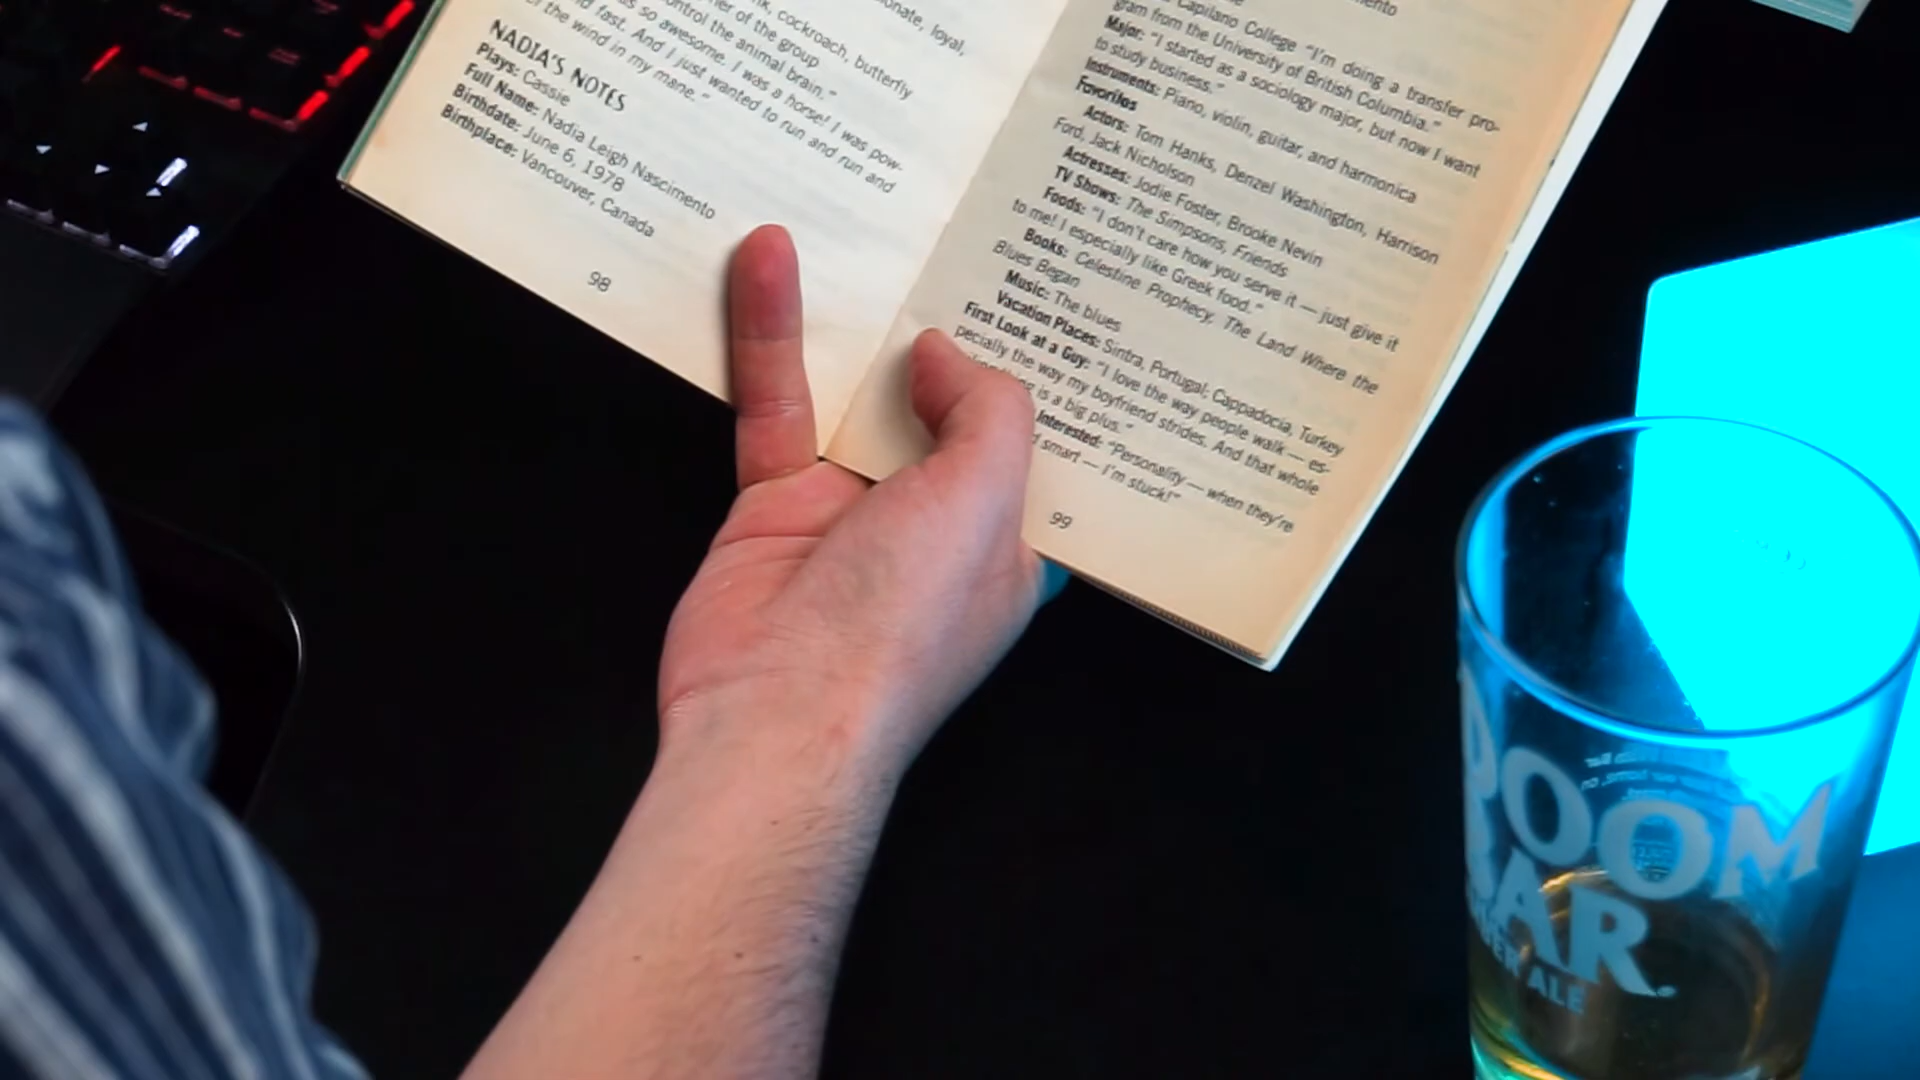 onate, loyal,
cockroach, butterfly
of the group
ontrol the animal brain."
so awesome. I was a horse! I was pow-
fast. And I just wanted to run and run and
the wind in my mane."
NADIA'S NOTES
Plays: Cassie
Full Name: Nadia Leigh Nascimento
Birthdate: June 6, 1978
Birthplace: Vancouver, Canada
98
Capilano College "I'm doing a transfer pro-
gram from the University of British Columbia."
Major: "I started as a sociology major, but now I want
to study business."
Instruments: Piano, violin, guitar, and harmonica
Favorites
Actors: Tom Hanks, Denzel Washington, Harrison
Ford, Jack Nicholson
Actresses: Jodie Foster, Brooke Nevin
TV Shows: The Simpsons, Friends
Foods: "I don't care how you serve it — just give it
to me! I especially like Greek food."
Books: Celestine Prophecy, The Land Where the
Blues Began
Music: The blues
Vacation Places: Sintra, Portugal; Cappadocia, Turkey
First Look at a Guy: "I love the way people walk — es-
pecially the way my boyfriend strides. And that whole
thing is a big plus."
Interested: "Personality — when they're
smart — I'm stuck!"
99
DOOM
BAR
ALE